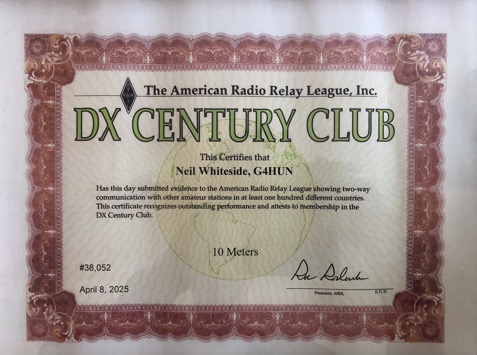 The American Radio Relay League, Inc.
DX CENTURY CLUB
This Certifies that
Neil Whiteside, G4HUN
Has this day submitted evidence to the American Radio Relay League showing two-way
communication with other amateur stations in at least one hundred different countries.
This certificate recognizes outstanding performance and attests to membership in the
DX Century Club.
10 Meters
#38,052
April 8, 2025
President, ARRL